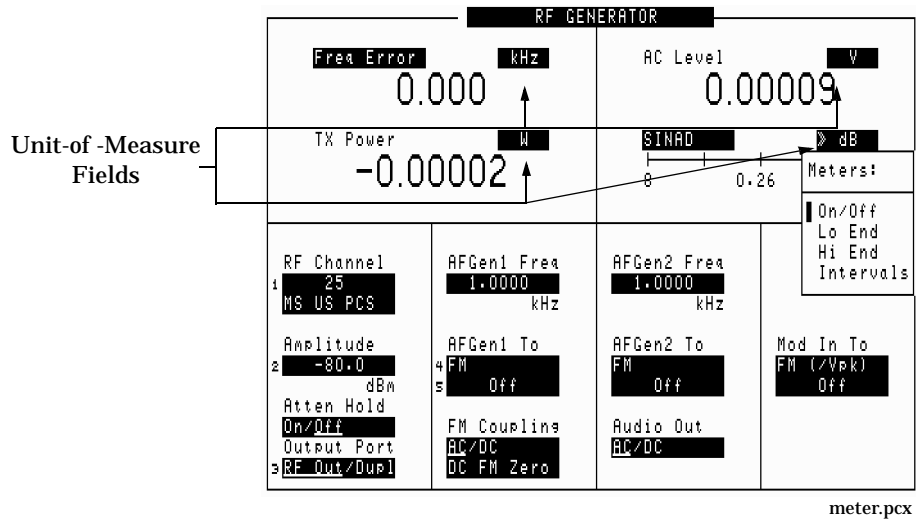 RF GENERATOR
Freq Error kHz
0.000
AC Level V
0.00009
Unit-of -Measure
Fields
TX Power W
-0.00002
SINAD » dB
0 0.26
Meters:
On/Off
Lo End
Hi End
Intervals
RF Channel
1 25
MS US PCS
Amplitude
2 -80.0
dBm
Atten Hold
On/Off
Output Port
3 RF Out/Dupl
AFGen1 Freq
1.0000
kHz
AFGen1 To
4 FM
5 Off
FM Coupling
AC/DC
DC FM Zero
AFGen2 Freq
1.0000
kHz
AFGen2 To
FM
Off
Audio Out
AC/DC
Mod In To
FM (/Vpk)
Off
meter.pcx